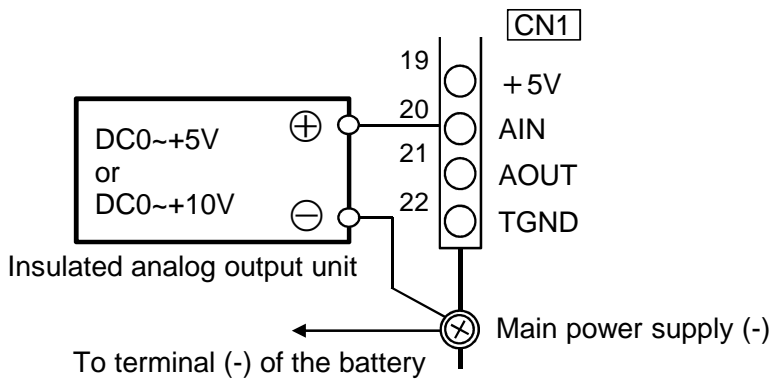 CN1
19
+5V
20
AIN
21
AOUT
22
TGND
DC0~+5V
or
DC0~+10V
Insulated analog output unit
Main power supply (-)
To terminal (-) of the battery